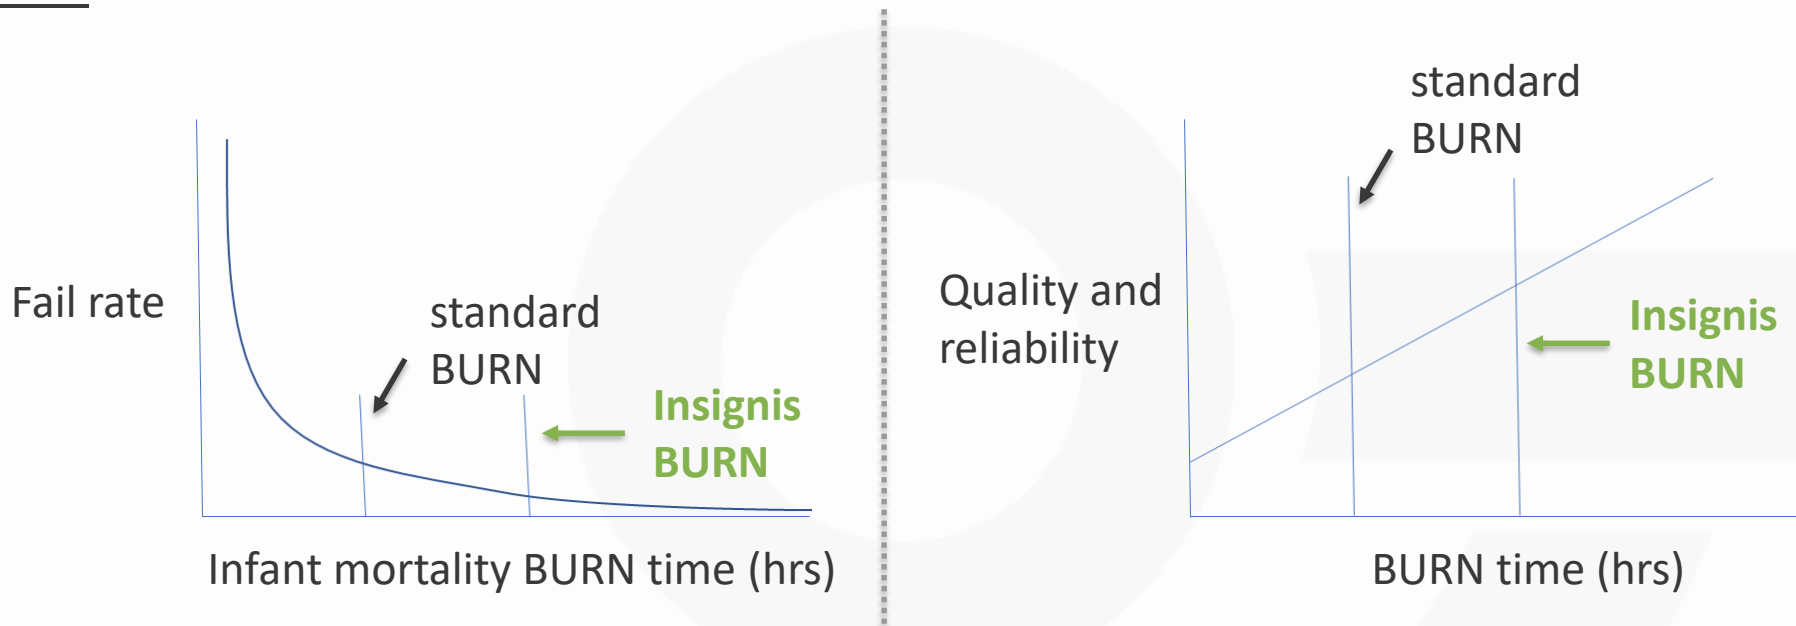 Fail rate
standard
BURN
Insignis
BURN
Infant mortality BURN time (hrs)
standard
BURN
Quality and
reliability
Insignis
BURN
BURN time (hrs)